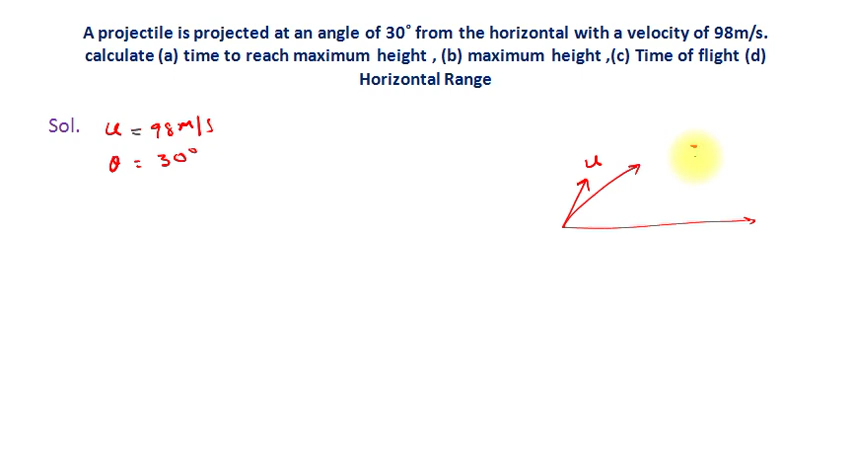 A projectile is projected at an angle of 30° from the horizontal with a velocity of 98m/s.
calculate (a) time to reach maximum height , (b) maximum height ,(c) Time of flight (d)
Horizontal Range
Sol. u = 98m/s
θ = 30°
u